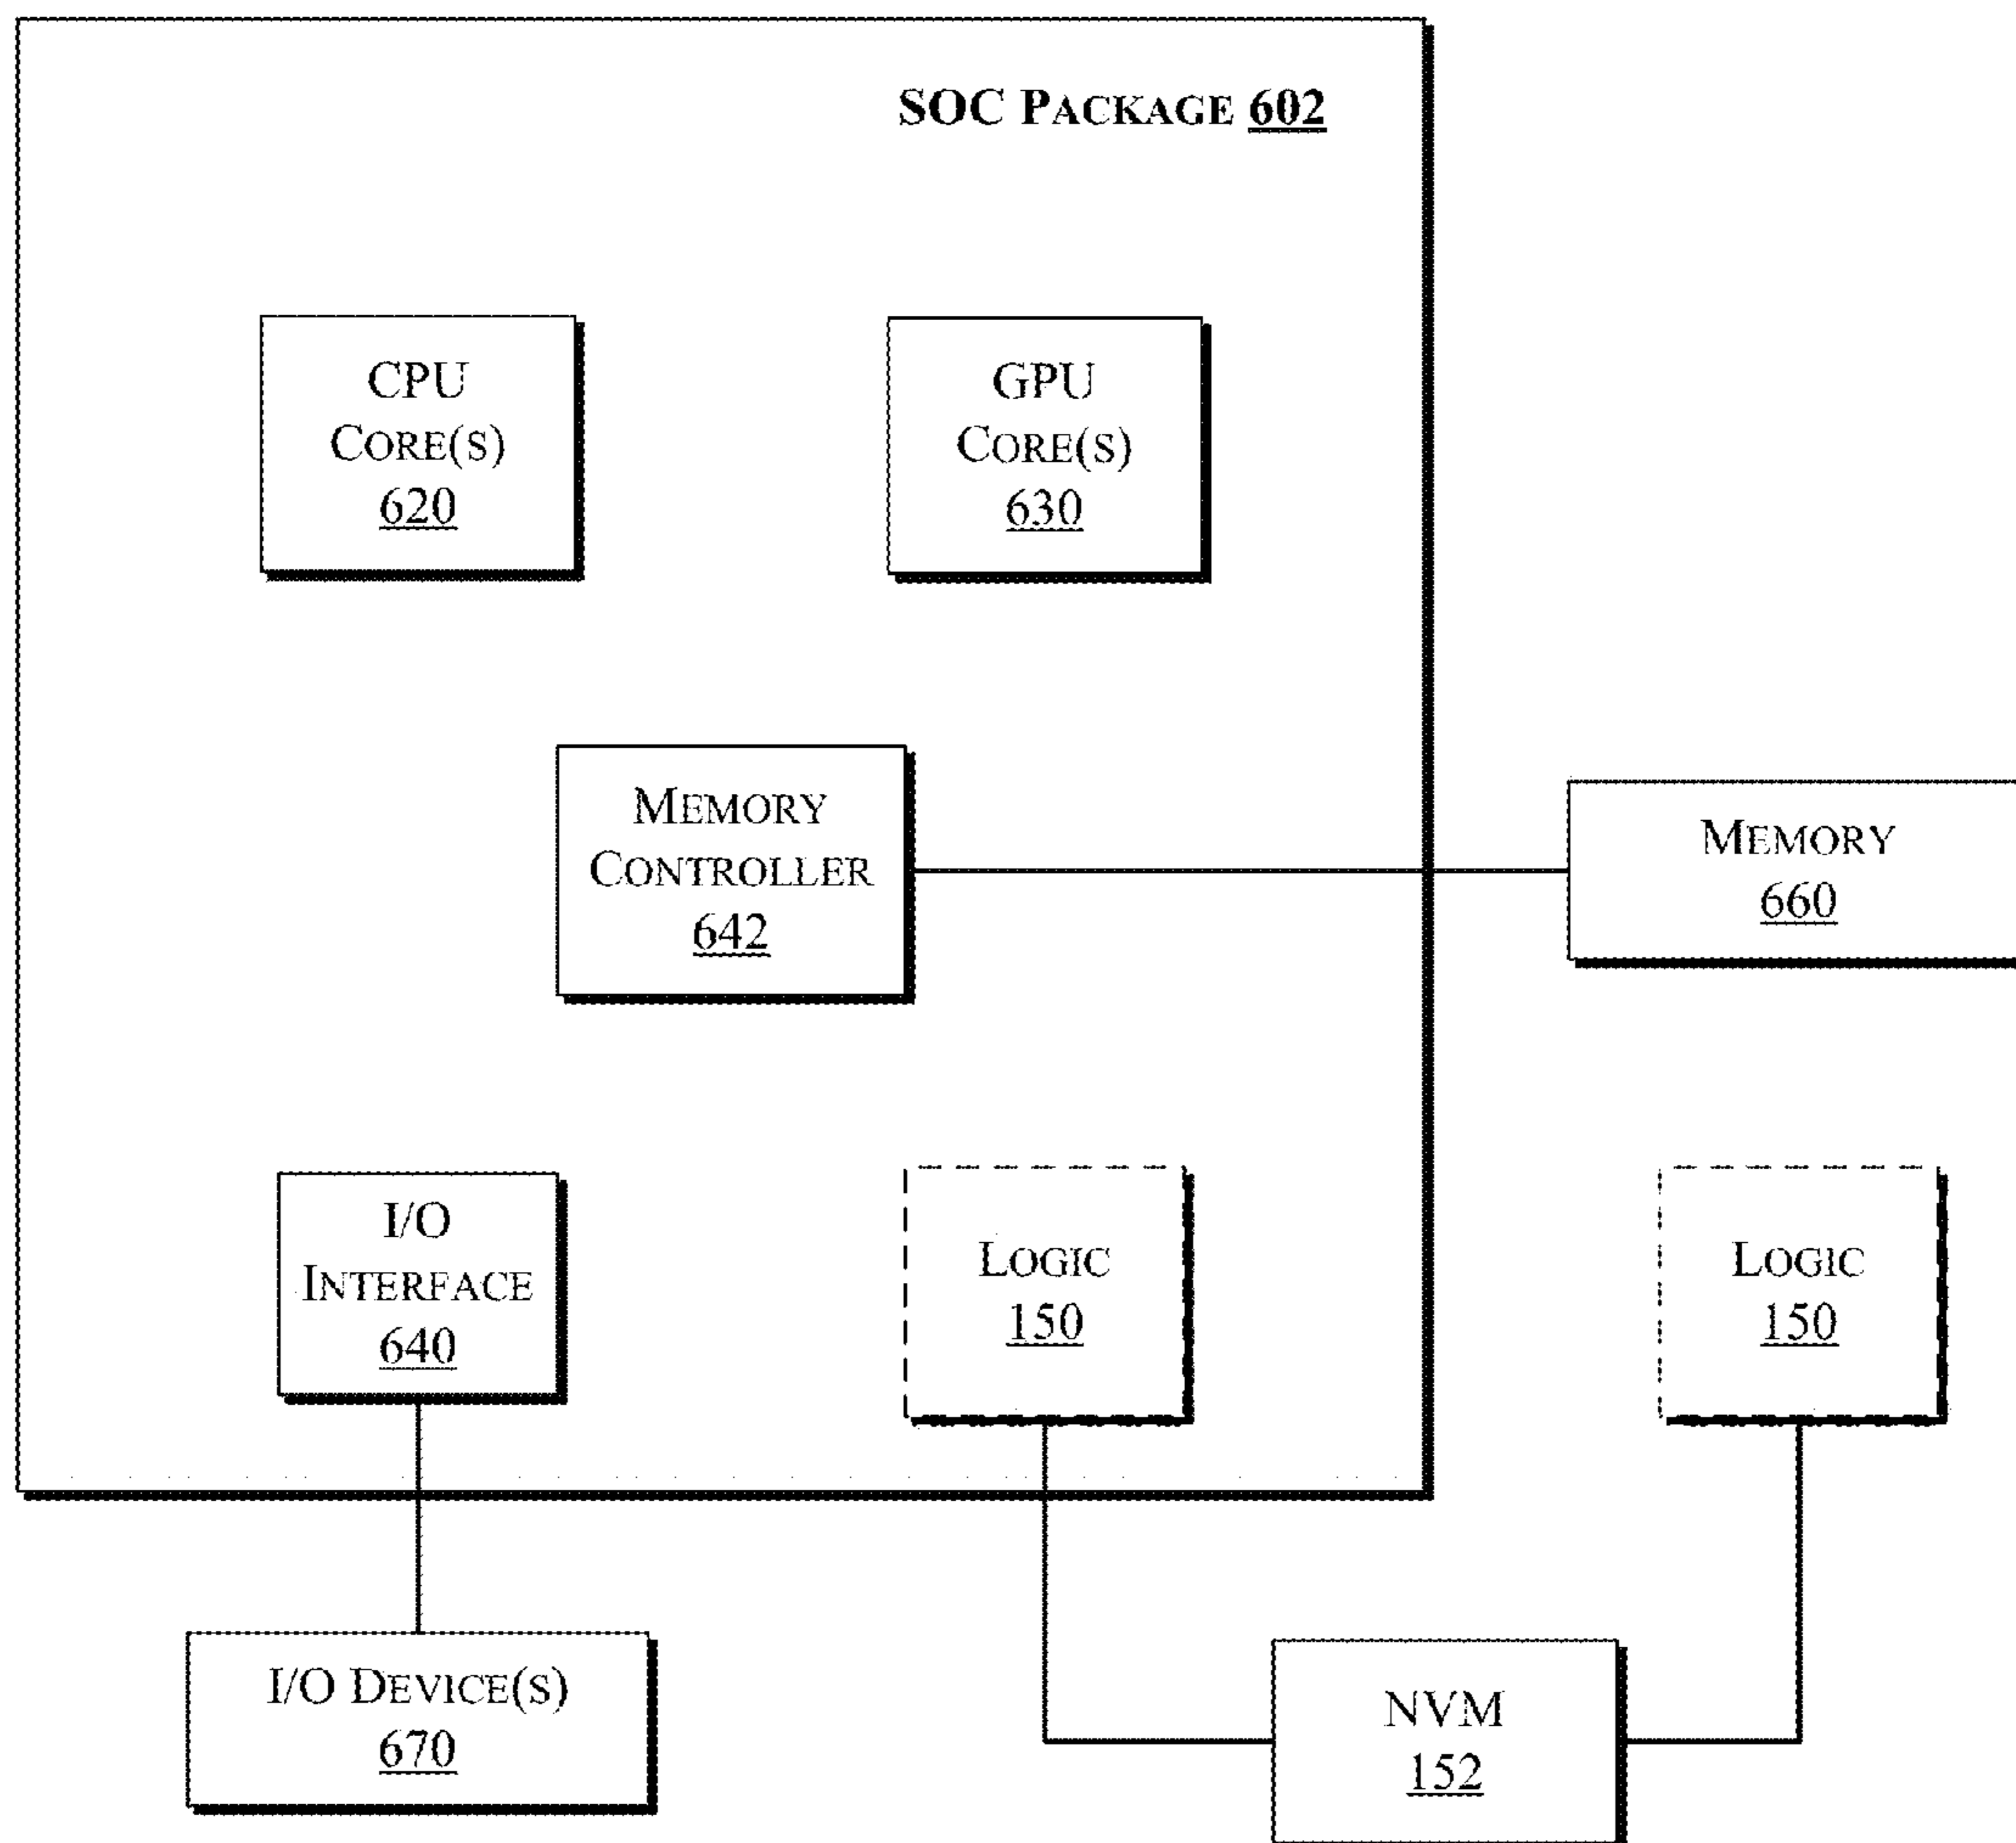 SOC PACKAGE 602
CPU
CORE(S)
620
GPU
CORE(S)
630
MEMORY
CONTROLLER
642
MEMORY
660
I/O
INTERFACE
640
LOGIC
150
LOGIC
150
I/O DEVICE(S)
670
NVM
152